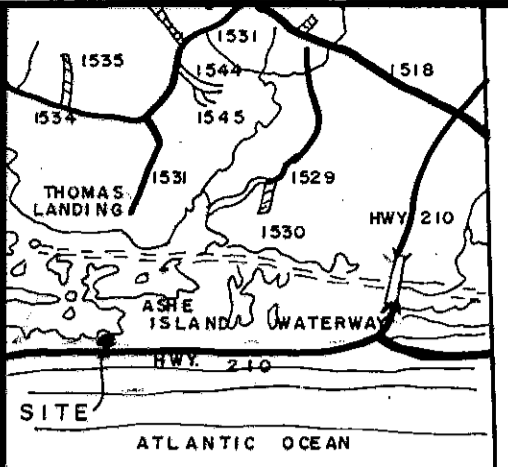 1531
1535
1544
1518
1534
1545
1531
1529
THOMAS
LANDING
HWY. 210
1530
ASHE
ISLAND WATERWAY
HWY. 210
SITE
ATLANTIC OCEAN